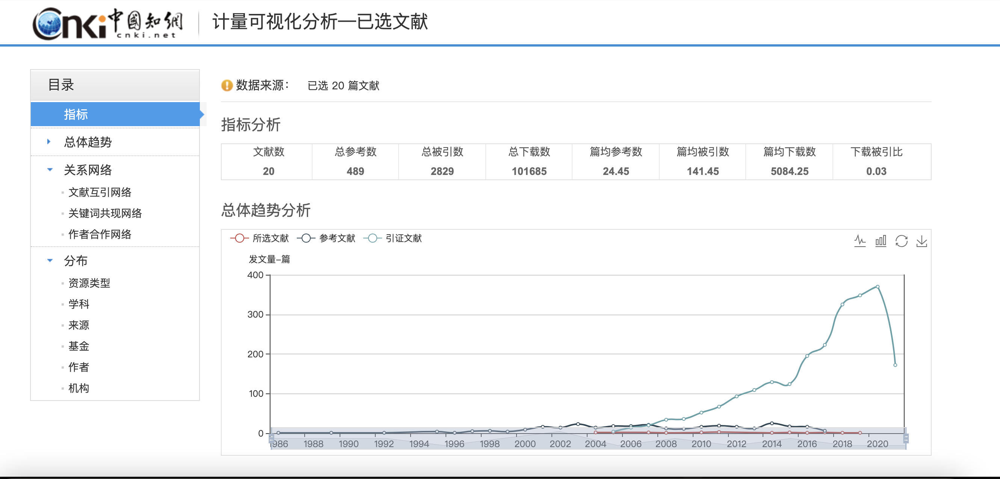 Cnki 中國知網
cnki.net
计量可视化分析—已选文献
目录
指标
总体趋势
关系网络
文献互引网络
关键词共现网络
作者合作网络
分布
资源类型
学科
来源
基金
作者
机构
数据来源： 已选 20 篇文献
指标分析
文献数 总参考数 总被引数 总下载数 篇均参考数 篇均被引数 篇均下载数 下载被引比
20 489 2829 101685 24.45 141.45 5084.25 0.03
总体趋势分析
所选文献 参考文献 引证文献
发文量-篇
400
300
200
100
0
1986 1988 1990 1992 1994 1996 1998 2000 2002 2004 2006 2008 2010 2012 2014 2016 2018 2020